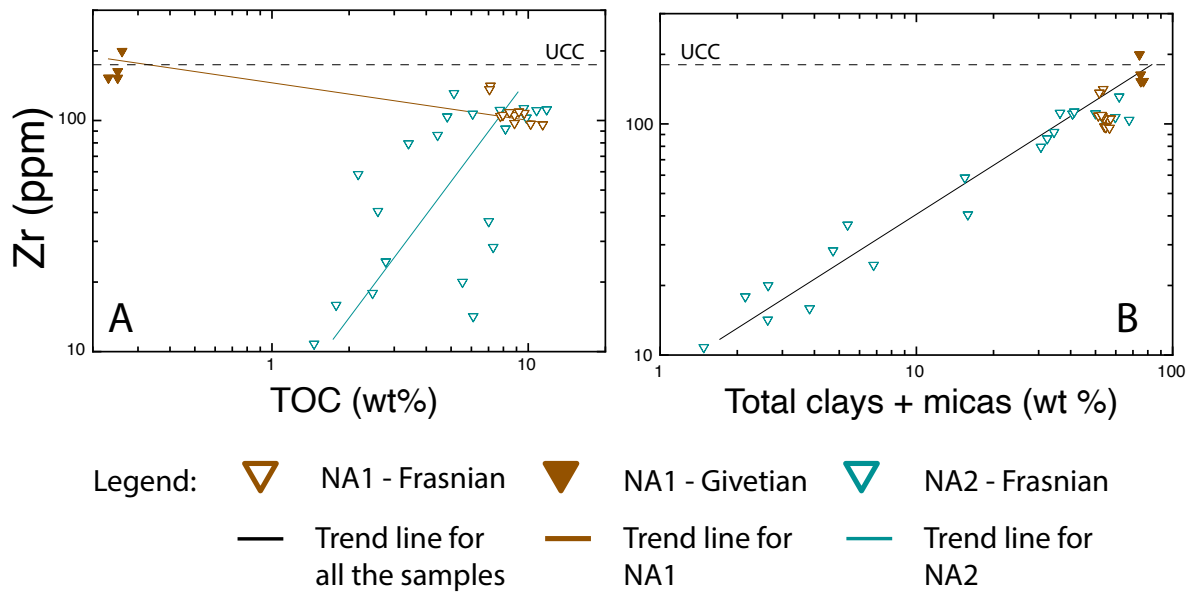 Zr (ppm)
100
10
UCC
A
1
10
TOC (wt%)
100
10
UCC
B
1
10
100
Total clays + micas (wt %)
Legend:
NA1 - Frasnian
NA1 - Givetian
NA2 - Frasnian
Trend line for
all the samples
Trend line for
NA1
Trend line for
NA2